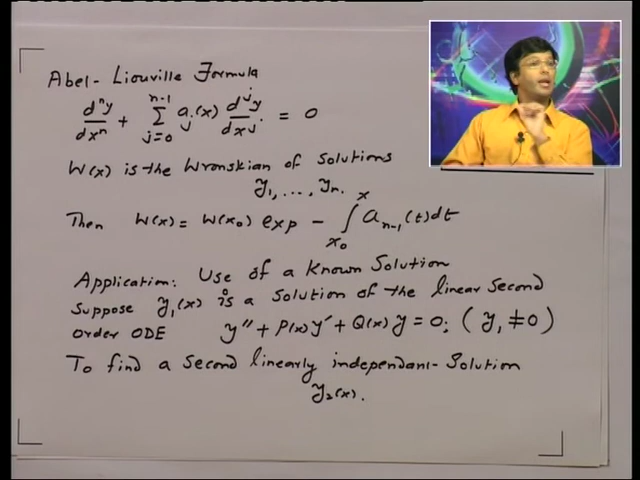 Abel-Liouville Formula
dⁿy/dxⁿ + Σ_{j=0}^{n-1} a_j(x) d^j y/dx^j = 0
W(x) is the Wronskian of solutions
y₁, ..., yₙ.
Then W(x) = W(x₀) exp - ∫_{x₀}^{x} a_{n-1}(t)dt
Application: Use of a Known Solution
Suppose y₁(x) is a solution of the linear second
order ODE y'' + P(x)y' + Q(x)y = 0; (y₁ ≠ 0)
To find a second linearly independant solution
y₂(x).